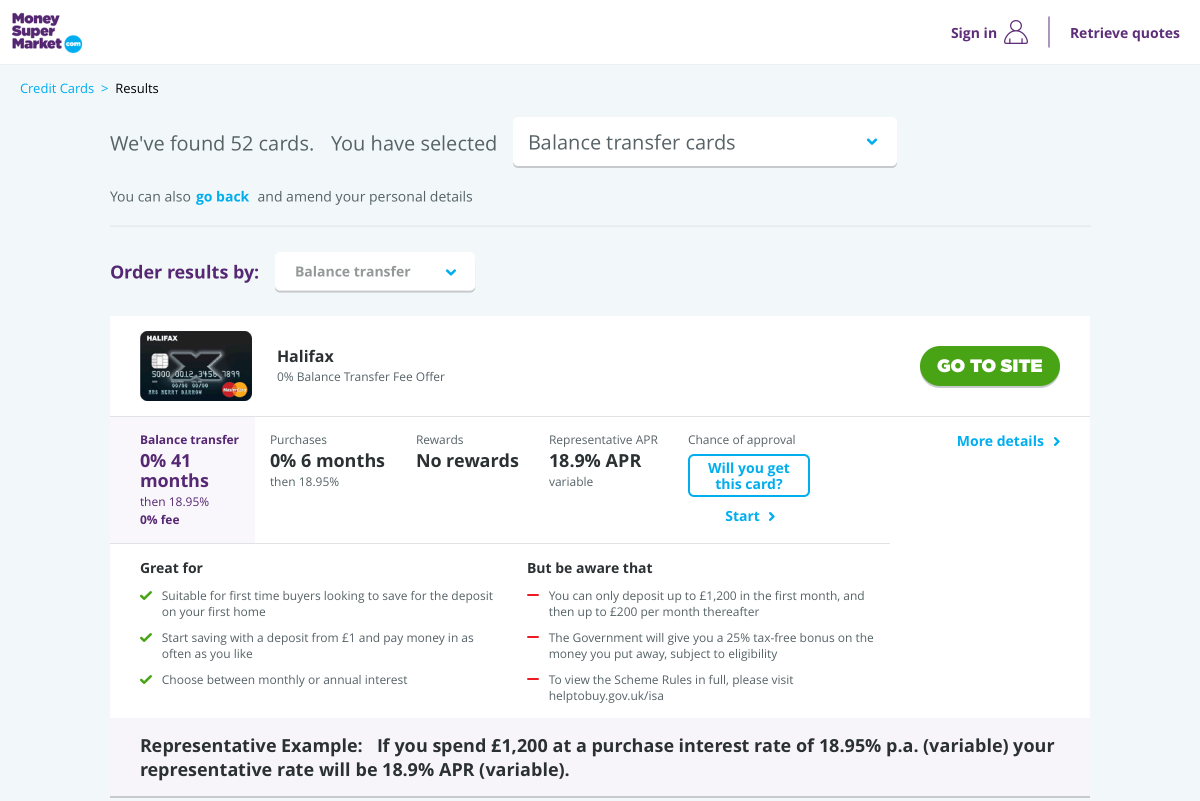 Money
Super
Market com
Sign in
Retrieve quotes
Credit Cards > Results
We've found 52 cards. You have selected Balance transfer cards
You can also go back and amend your personal details
Order results by: Balance transfer
HALIFAX
5000 0012 3456 7899
00/00 00/00
MRS MERRY BARROW
MasterCard
Halifax
0% Balance Transfer Fee Offer
GO TO SITE
Balance transfer
0% 41
months
then 18.95%
0% fee
Purchases
0% 6 months
then 18.95%
Rewards
No rewards
Representative APR
18.9% APR
variable
Chance of approval
Will you get
this card?
Start >
More details >
Great for
Suitable for first time buyers looking to save for the deposit
on your first home
Start saving with a deposit from £1 and pay money in as
often as you like
Choose between monthly or annual interest
But be aware that
You can only deposit up to £1,200 in the first month, and
then up to £200 per month thereafter
The Government will give you a 25% tax-free bonus on the
money you put away, subject to eligibility
To view the Scheme Rules in full, please visit
helptobuy.gov.uk/isa
Representative Example: If you spend £1,200 at a purchase interest rate of 18.95% p.a. (variable) your
representative rate will be 18.9% APR (variable).